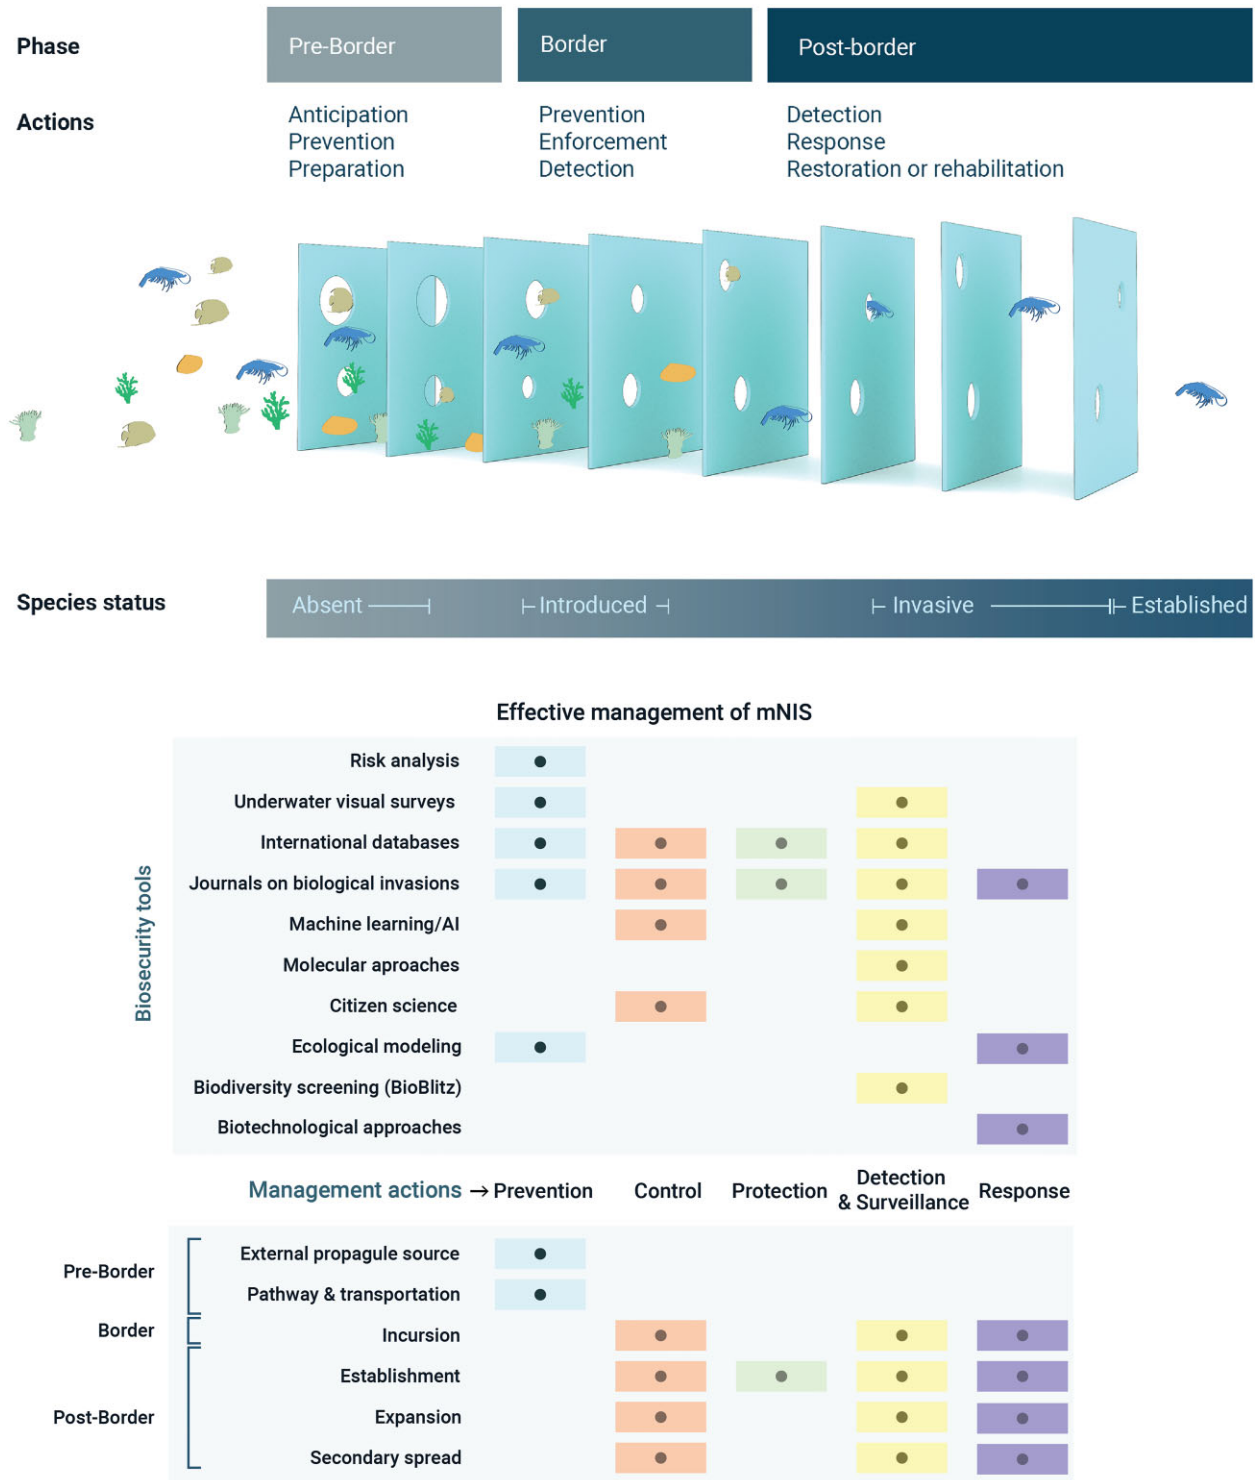 Phase
Pre-Border
Border
Post-border
Actions
Anticipation
Prevention
Preparation
Prevention
Enforcement
Detection
Detection
Response
Restoration or rehabilitation
Species status
Absent
Introduced
Invasive
Established
Effective management of mNIS
Biosecurity tools
Risk analysis
Underwater visual surveys
International databases
Journals on biological invasions
Machine learning/AI
Molecular aproaches
Citizen science
Ecological modeling
Biodiversity screening (BioBlitz)
Biotechnological approaches
Management actions → Prevention
Control
Protection
Detection
& Surveillance
Response
Pre-Border
External propagule source
Pathway & transportation
Border
Incursion
Post-Border
Establishment
Expansion
Secondary spread